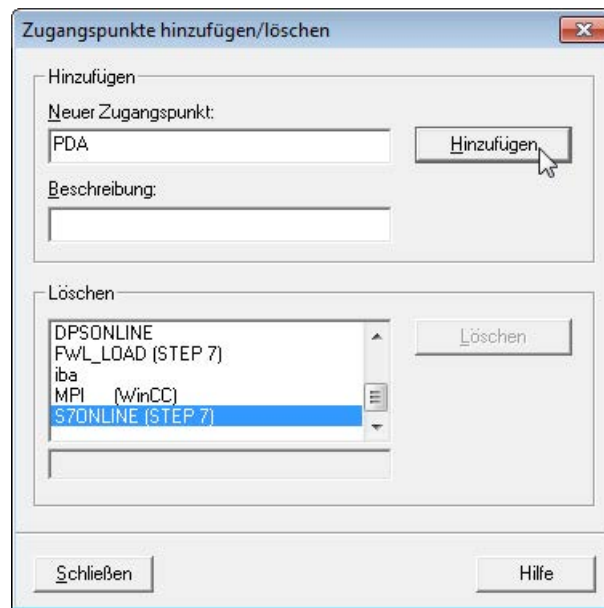 Zugangspunkte hinzufügen/löschen
Hinzufügen
Neuer Zugangspunkt:
PDA
Hinzufügen
Beschreibung:
Löschen
DPSONLINE
FWL_LOAD (STEP 7)
iba
MPI (WinCC)
S7ONLINE (STEP 7)
Löschen
Schließen
Hilfe